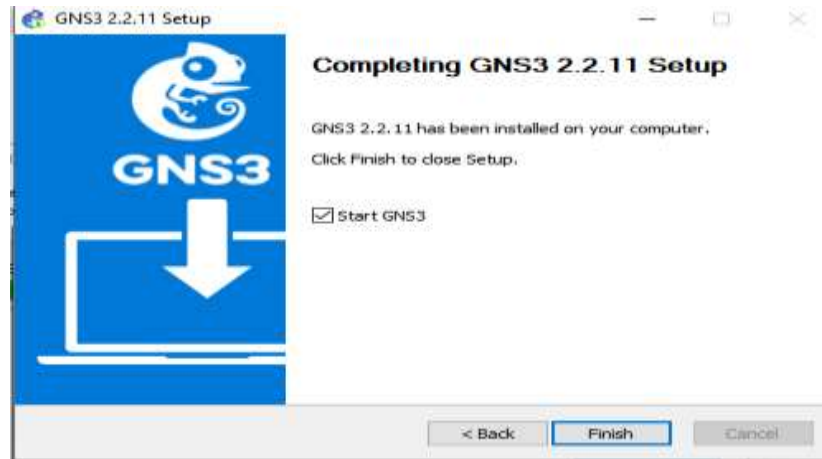 GNS3 2.2.11 Setup
Completing GNS3 2.2.11 Setup
GNS3 2.2.11 has been installed on your computer.
Click Finish to close Setup.
GNS3
Start GNS3
< Back
Finish
Cancel